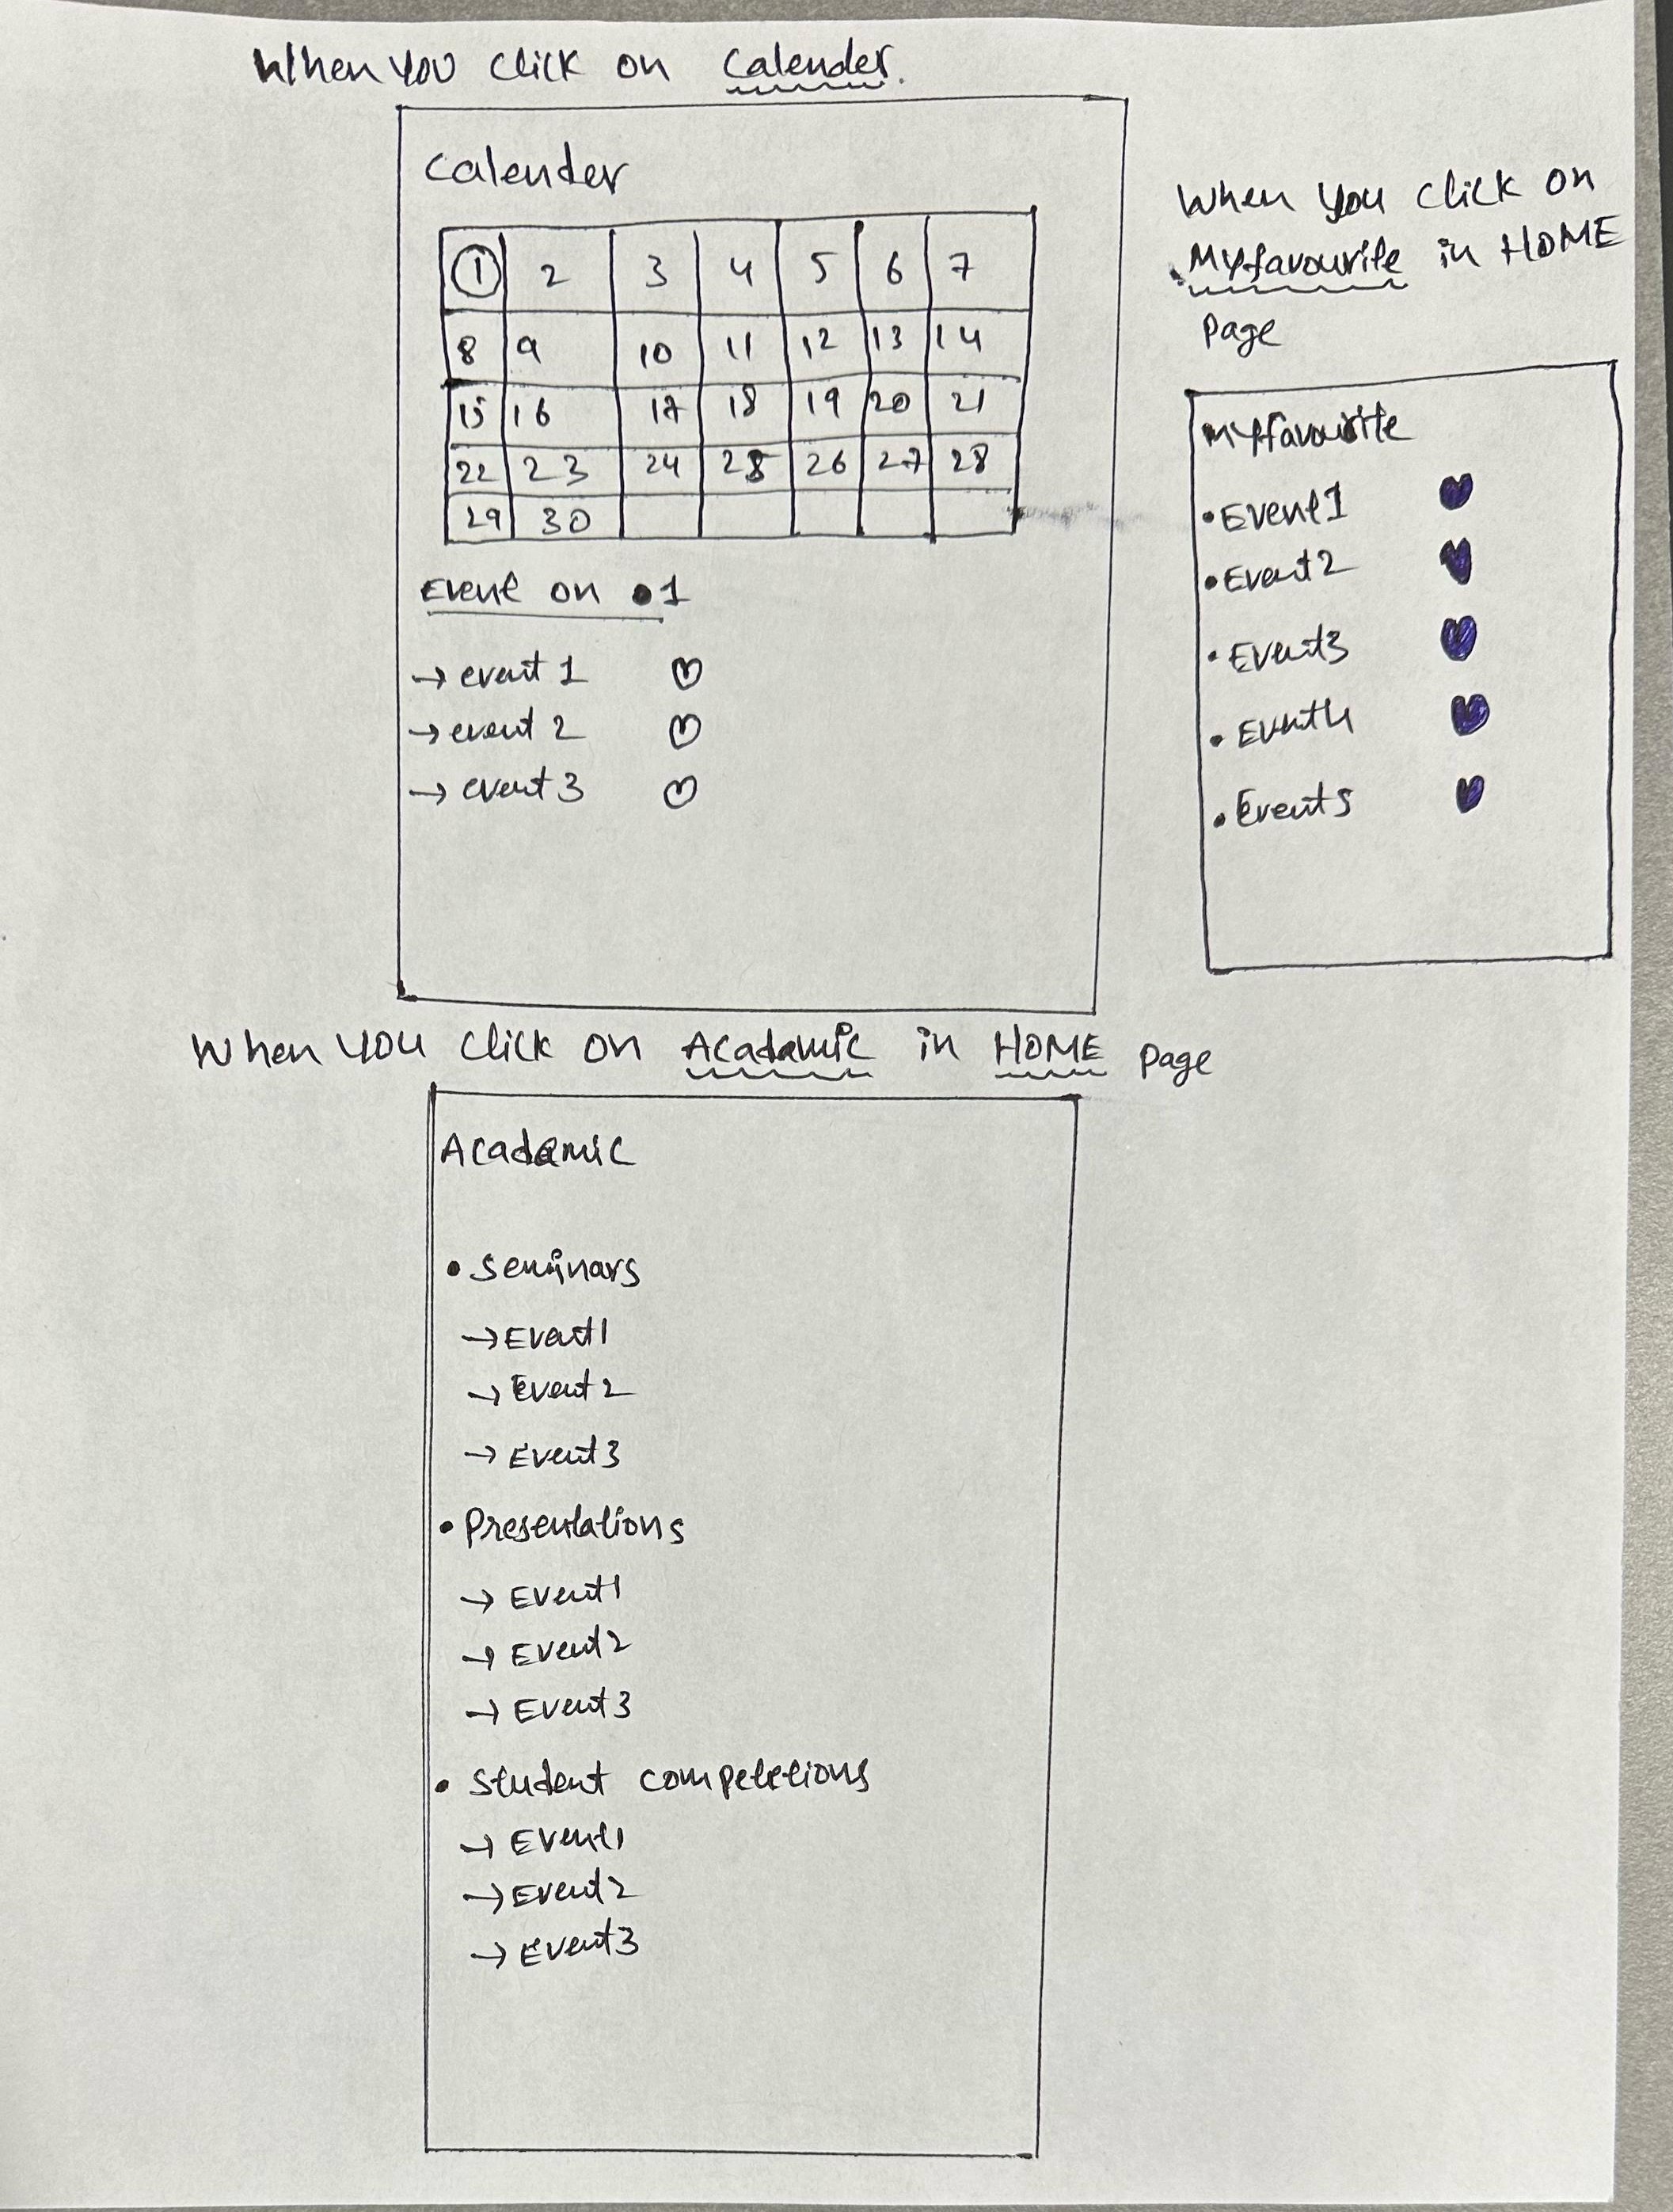 When you click on Calender.
Calender
1 2 3 4 5 6 7
8 9 10 11 12 13 14
15 16 17 18 19 20 21
22 23 24 25 26 27 28
29 30
Event on 1
→ event 1 ♡
→ event 2 ♡
→ event 3 ♡
When you click on
Myfavourite in HOME
Page
Myfavourite
• Event1 ♥
• Event2 ♥
• Event3 ♥
• Event4 ♥
• Event5 ♥
When you click on Acadamic in HOME page
Academic
• Seminars
→ Event1
→ Event2
→ Event3
• Presentations
→ Event1
→ Event2
→ Event3
• Student competetions
→ Event1
→ Event2
→ Event3